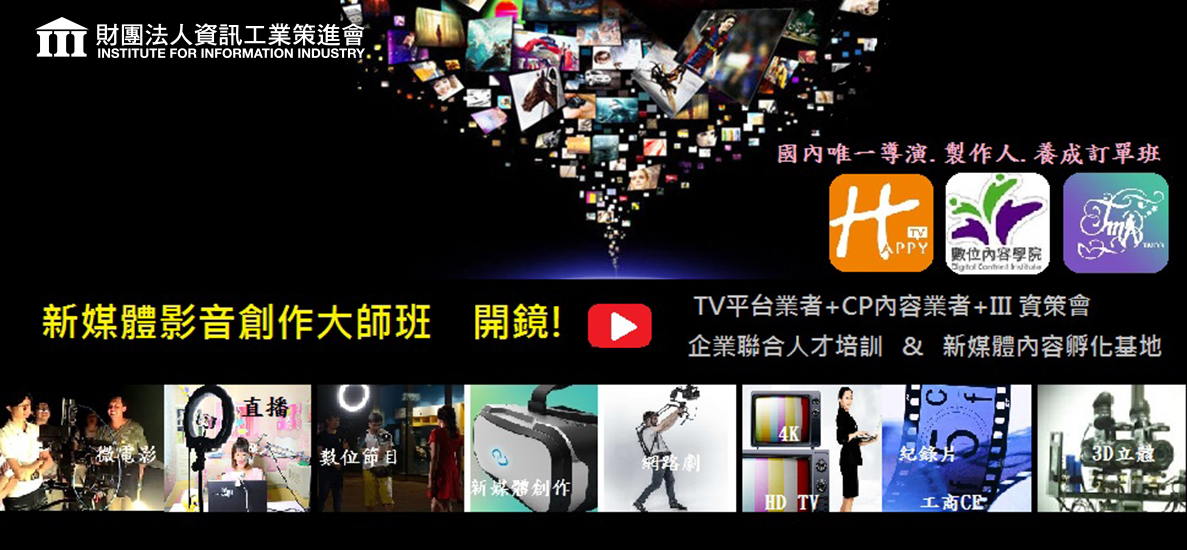 財團法人資訊工業策進會
INSTITUTE FOR INFORMATION INDUSTRY
國內唯一導演.製作人.養成訂單班
H
TV
APPY
數位內容學院
Digital Content Institute
新媒體影音創作大師班 開鏡!
TV平台業者+CP內容業者+III 資策會
企業聯合人才培訓 & 新媒體內容孵化基地
微電影
直播
數位節目
新媒體創作
網路劇
4K
HD TV
紀錄片
工商CF
3D立體